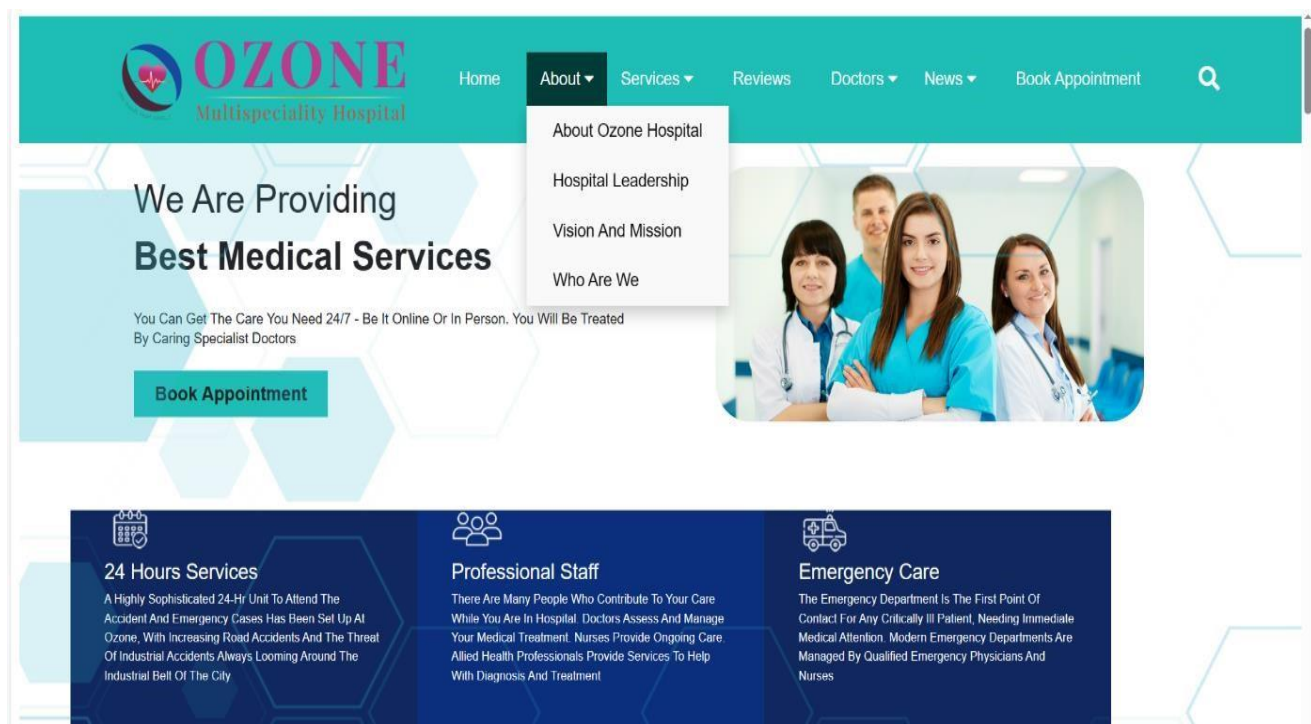 OZONE
Multispeciality Hospital
Home About Services Reviews Doctors News Book Appointment
About Ozone Hospital
Hospital Leadership
Vision And Mission
Who Are We
We Are Providing
Best Medical Services
You Can Get The Care You Need 24/7 - Be It Online Or In Person. You Will Be Treated
By Caring Specialist Doctors
Book Appointment
24 Hours Services
A Highly Sophisticated 24-Hr Unit To Attend The
Accident And Emergency Cases Has Been Set Up At
Ozone, With Increasing Road Accidents And The Threat
Of Industrial Accidents Always Looming Around The
Industrial Belt Of The City
Professional Staff
There Are Many People Who Contribute To Your Care
While You Are In Hospital. Doctors Assess And Manage
Your Medical Treatment. Nurses Provide Ongoing Care.
Allied Health Professionals Provide Services To Help
With Diagnosis And Treatment
Emergency Care
The Emergency Department Is The First Point Of
Contact For Any Critically Ill Patient, Needing Immediate
Medical Attention. Modern Emergency Departments Are
Managed By Qualified Emergency Physicians And
Nurses